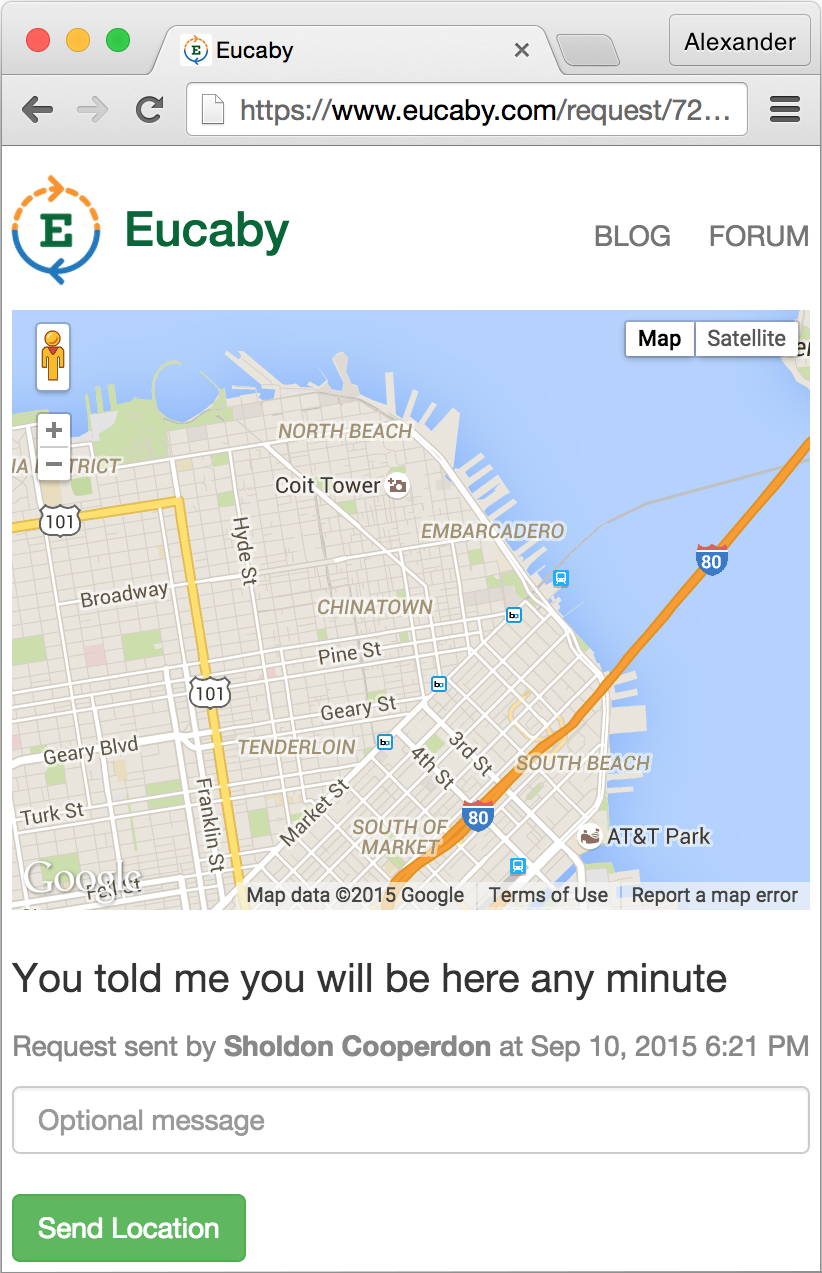 Eucaby
Alexander
https://www.eucaby.com/request/72...
E
Eucaby
BLOG
FORUM
Map
Satellite
+
−
NORTH BEACH
Coit Tower
101
Hyde St
EMBARCADERO
80
Broadway
CHINATOWN
Pine St
101
Geary St
Geary Blvd
TENDERLOIN
3rd St
4th St
SOUTH BEACH
Turk St
Franklin St
Market St
80
SOUTH OF
MARKET
AT&T Park
Google
Fell St
Map data ©2015 Google
Terms of Use
Report a map error
You told me you will be here any minute
Request sent by Sholdon Cooperdon at Sep 10, 2015 6:21 PM
Optional message
Send Location